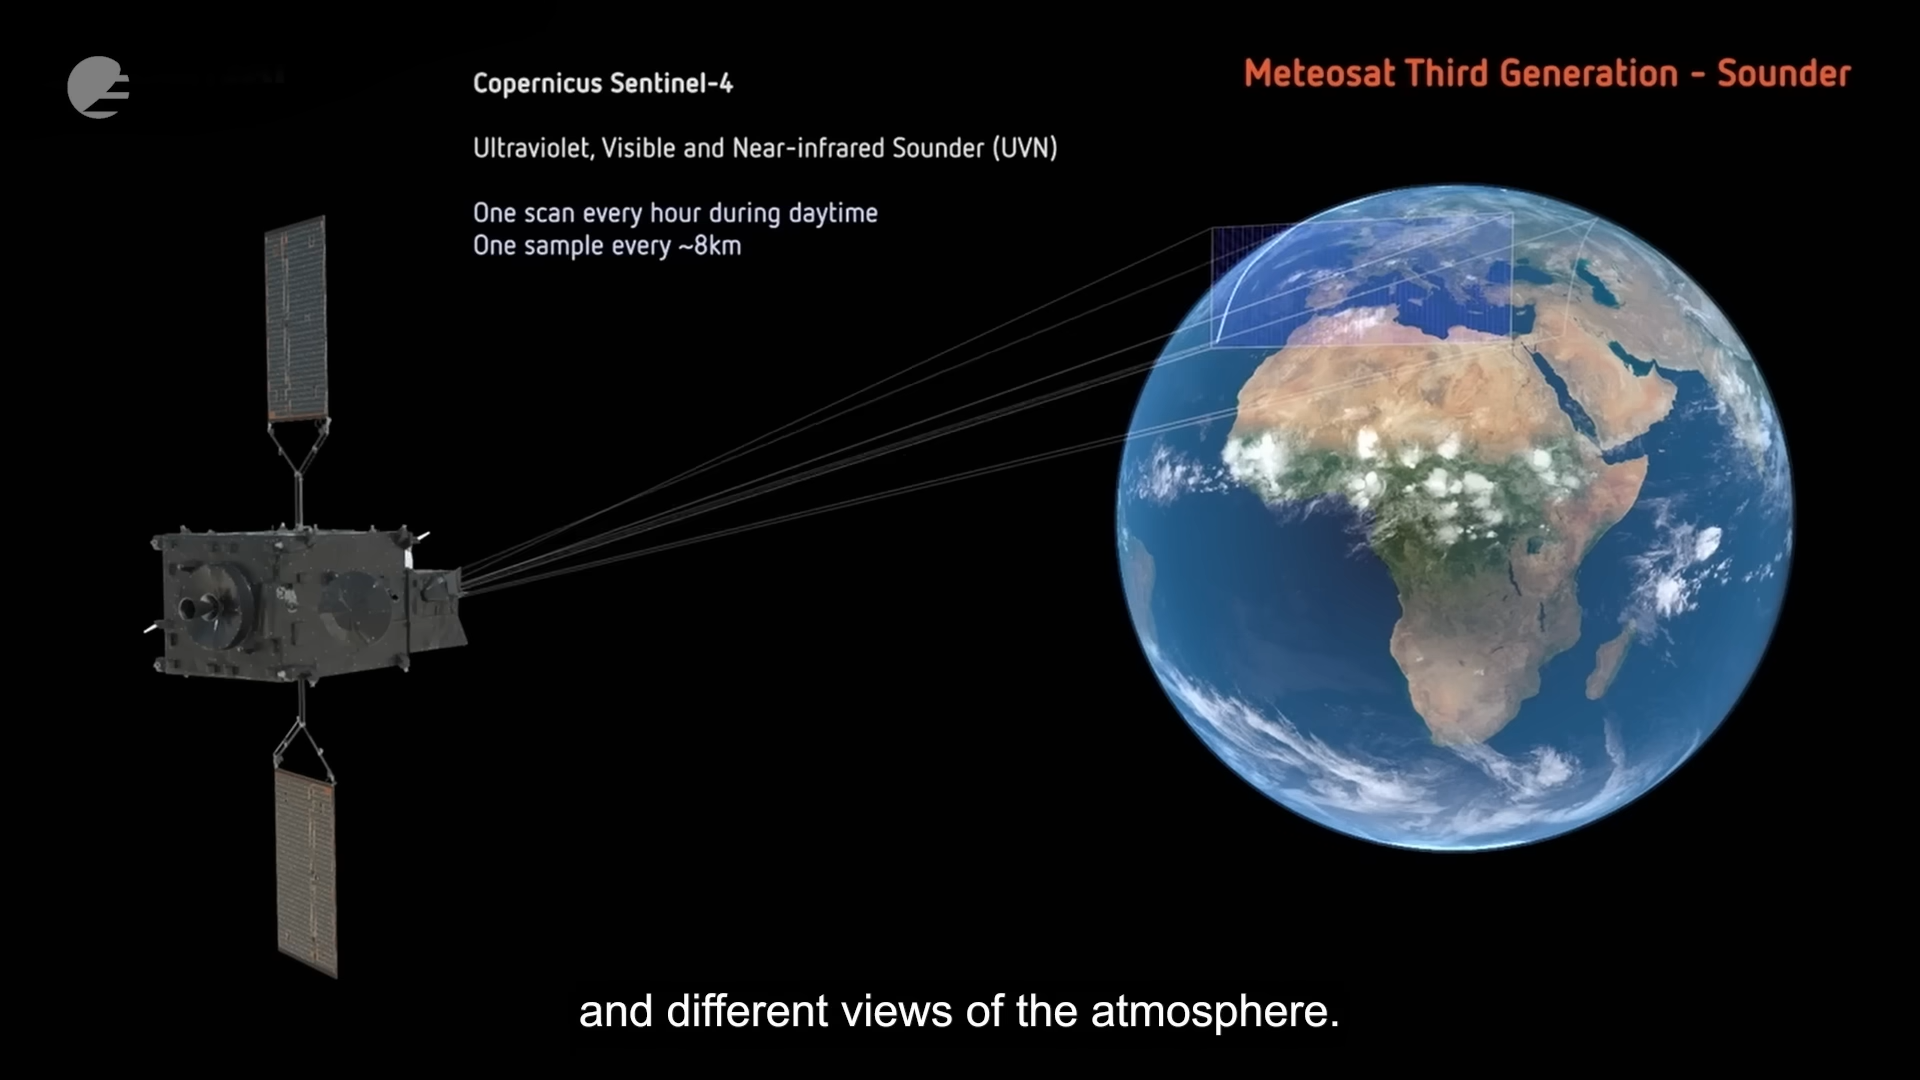 Copernicus Sentinel-4
Meteosat Third Generation - Sounder
Ultraviolet, Visible and Near-infrared Sounder (UVN)
One scan every hour during daytime
One sample every ~8km
and different views of the atmosphere.